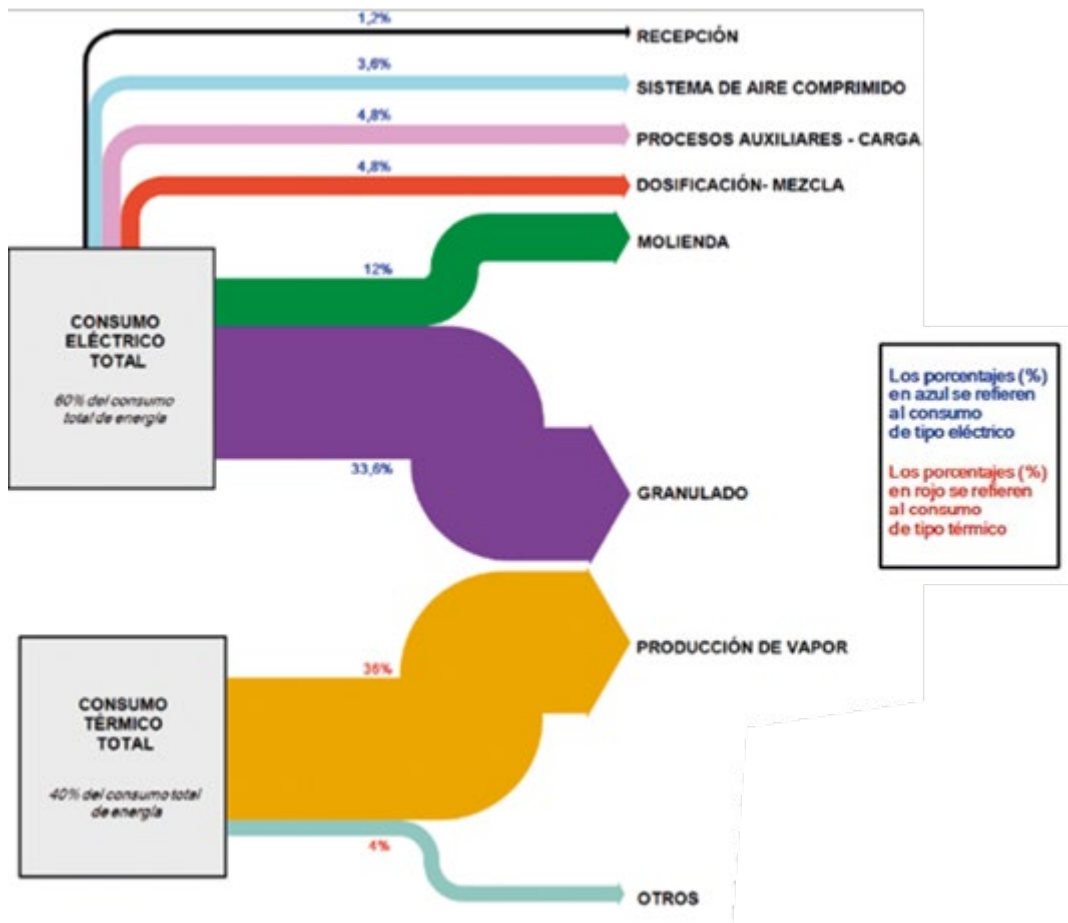 1,2%
RECEPCIÓN
3,6%
SISTEMA DE AIRE COMPRIMIDO
4,8%
PROCESOS AUXILIARES - CARGA
4,8%
DOSIFICACIÓN- MEZCLA
MOLIENDA
12%
CONSUMO
ELÉCTRICO
TOTAL
60% del consumo
total de energía
33,6%
GRANULADO
Los porcentajes (%)
en azul se refieren
al consumo
de tipo eléctrico
Los porcentajes (%)
en rojo se refieren
al consumo
de tipo térmico
PRODUCCIÓN DE VAPOR
36%
CONSUMO
TÉRMICO
TOTAL
40% del consumo total
de energía
4%
OTROS